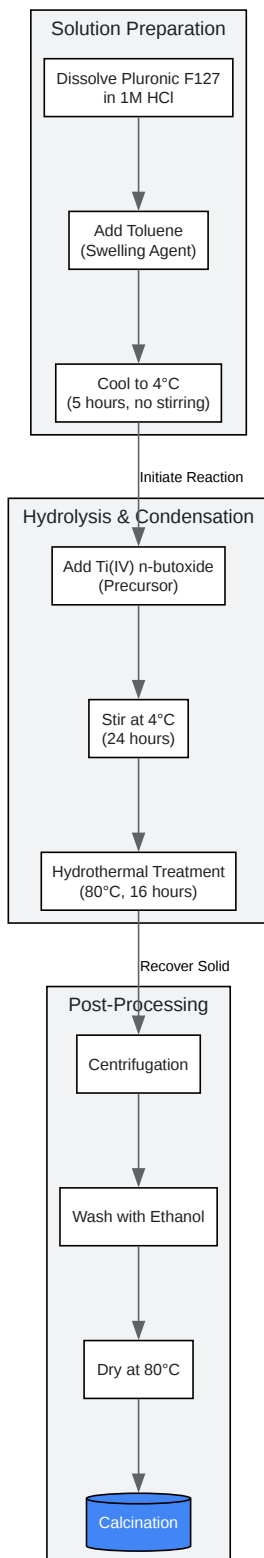 Solution Preparation
Dissolve Pluronic F127
in 1M HCl
Add Toluene
(Swelling Agent)
Cool to 4°C
(5 hours, no stirring)
Initiate Reaction
Hydrolysis & Condensation
Add Ti(IV) n-butoxide
(Precursor)
Stir at 4°C
(24 hours)
Hydrothermal Treatment
(80°C, 16 hours)
Recover Solid
Post-Processing
Centrifugation
Wash with Ethanol
Dry at 80°C
Calcination